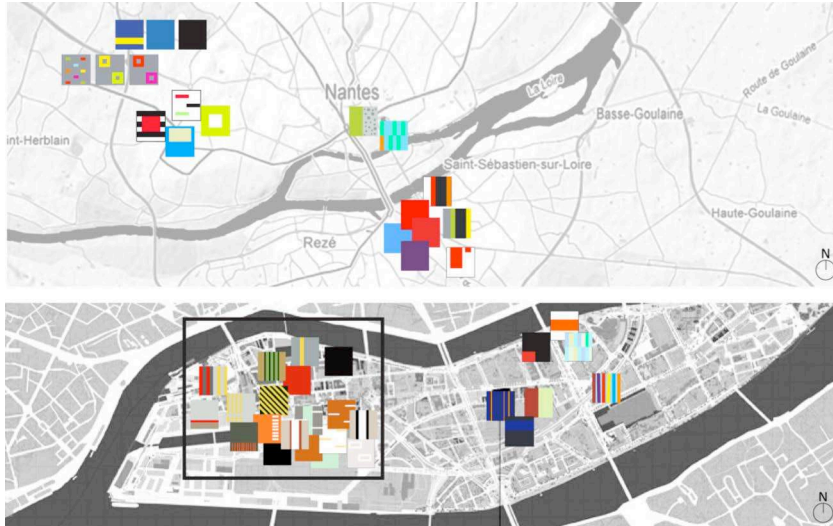 Nantes
La Loire
Route de Goulaine
La Goulaine
Basse-Goulaine
int-Herblain
Saint-Sébastien-sur-Loire
Haute-Goulaine
Rezé
N
N